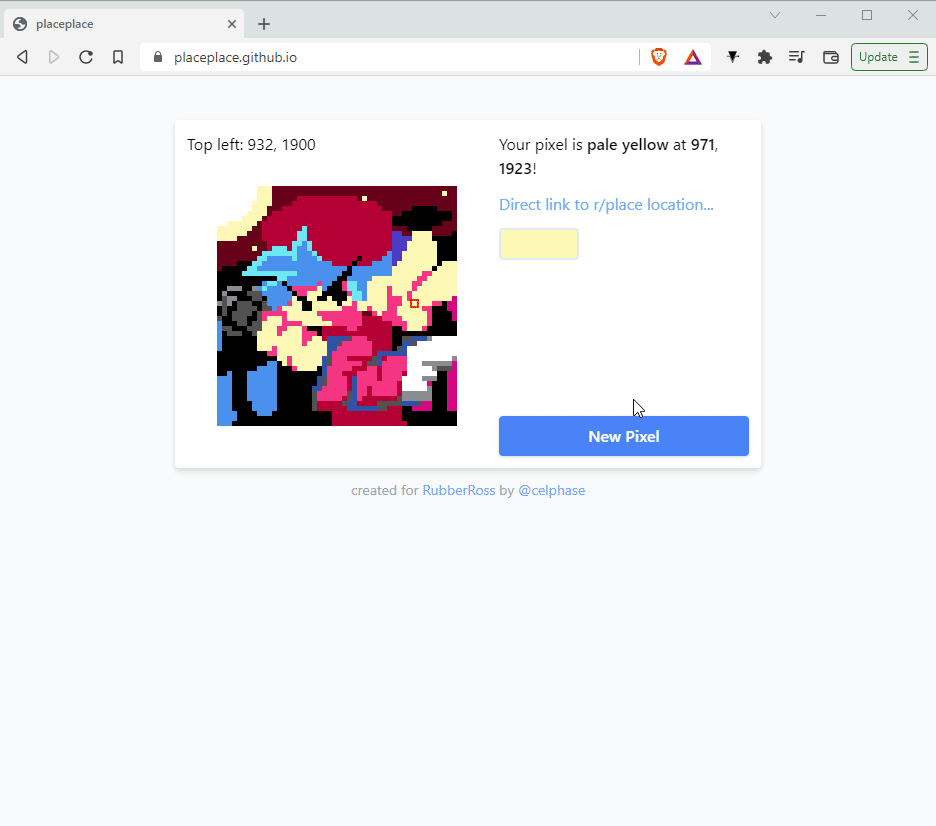 placeplace
placeplace.github.io
Update
Top left: 932, 1900
Your pixel is pale yellow at 971,
1923!
Direct link to r/place location...
New Pixel
created for RubberRoss by @celphase